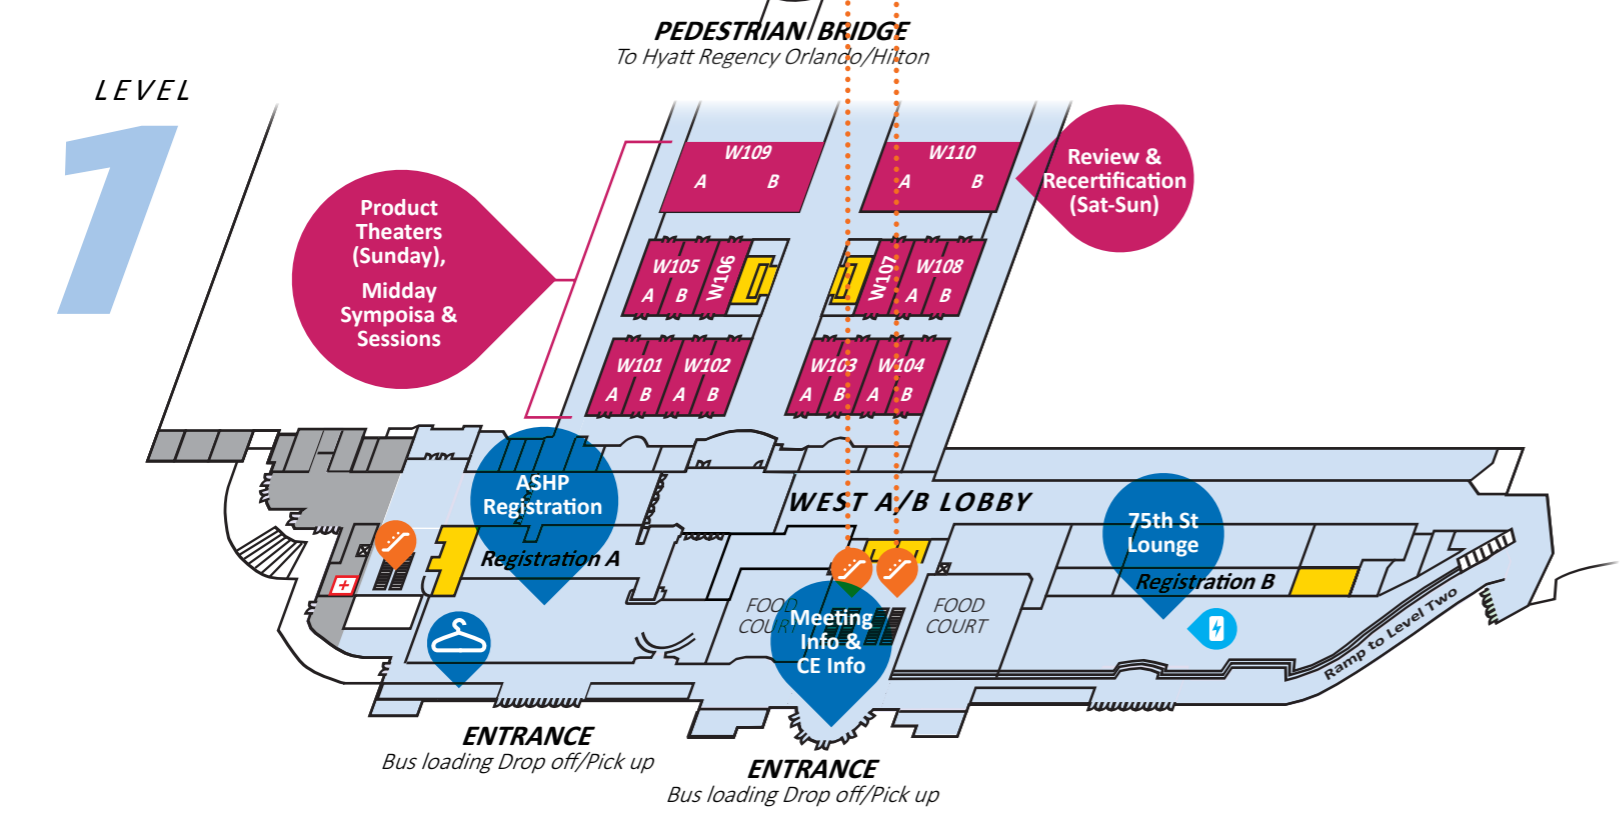 PEDESTRIAN BRIDGE
To Hyatt Regency Orlando/Hilton
LEVEL
1
W109
A B
W110
A B
Review &
Recertification
(Sat-Sun)
Product
Theaters
(Sunday),
Midday
Sympoisa &
Sessions
W105
A B
W106
W107
W108
A B
W101
A B
W102
A B
W103
A B
W104
A B
ASHP
Registration
Registration A
WEST A/B LOBBY
75th St
Lounge
Registration B
FOOD
COURT
Meeting
Info &
CE Info
FOOD
COURT
Ramp to Level Two
ENTRANCE
Bus loading Drop off/Pick up
ENTRANCE
Bus loading Drop off/Pick up